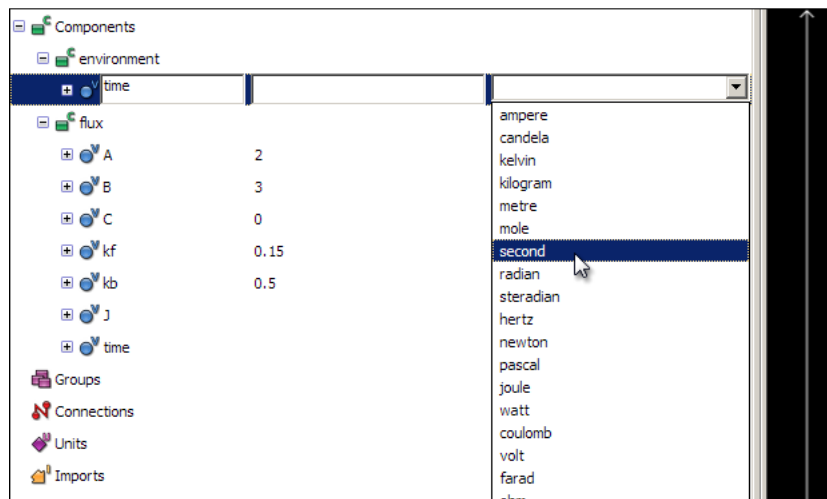 Components
environment
time
flux
A 2
B 3
C 0
kf 0.15
kb 0.5
J
time
Groups
Connections
Units
Imports
ampere
candela
kelvin
kilogram
metre
mole
second
radian
steradian
hertz
newton
pascal
joule
watt
coulomb
volt
farad